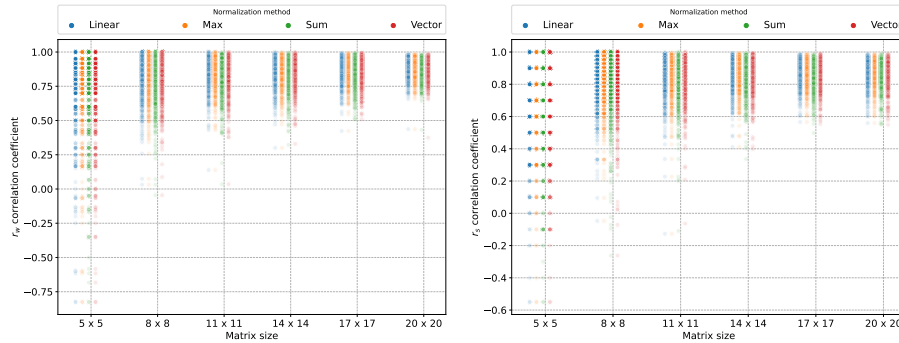 Normalization method
Linear Max Sum Vector
1.00
0.75
0.50
0.25
0.00
−0.25
−0.50
−0.75
r_w correlation coefficient
5 x 5 8 x 8 11 x 11 14 x 14 17 x 17 20 x 20
Matrix size
Normalization method
Linear Max Sum Vector
1.0
0.8
0.6
0.4
0.2
0.0
−0.2
−0.4
−0.6
r_s correlation coefficient
5 x 5 8 x 8 11 x 11 14 x 14 17 x 17 20 x 20
Matrix size